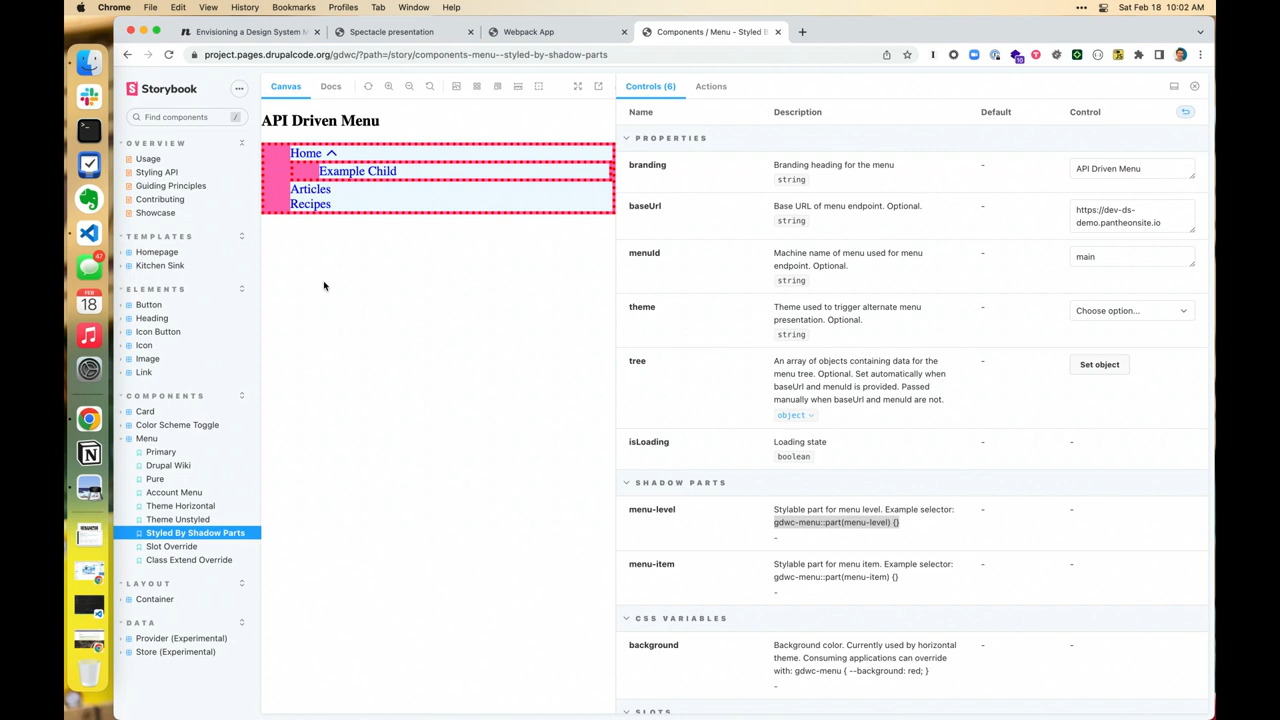 Chrome File Edit View History Bookmarks Profiles Tab Window Help
Sat Feb 18 10:02 AM
Envisioning a Design System M
Spectacle presentation
Webpack App
Components / Menu - Styled B
project.pages.drupalcode.org/gdwc/?path=/story/components-menu--styled-by-shadow-parts
Storybook
Find components /
OVERVIEW
Usage
Styling API
Guiding Principles
Contributing
Showcase
TEMPLATES
Homepage
Kitchen Sink
ELEMENTS
Button
Heading
Icon Button
Icon
Image
Link
COMPONENTS
Card
Color Scheme Toggle
Menu
Primary
Drupal Wiki
Pure
Account Menu
Theme Horizontal
Theme Unstyled
Styled By Shadow Parts
Slot Override
Class Extend Override
LAYOUT
Container
DATA
Provider (Experimental)
Store (Experimental)
47
FEB
18
Canvas Docs
API Driven Menu
Home
Example Child
Articles
Recipes
Controls (6) Actions
Name Description Default Control
PROPERTIES
branding Branding heading for the menu - API Driven Menu
string
baseUrl Base URL of menu endpoint. Optional. - https://dev-ds-
string demo.pantheonsite.io
menuId Machine name of menu used for menu - main
endpoint. Optional.
string
theme Theme used to trigger alternate menu - Choose option...
presentation. Optional.
string
tree An array of objects containing data for the - Set object
menu tree. Optional. Set automatically when
baseUrl and menuId is provided. Passed
manually when baseUrl and menuId are not.
object
isLoading Loading state - -
boolean
SHADOW PARTS
menu-level Stylable part for menu level. Example selector: - -
gdwc-menu::part(menu-level) {}
-
menu-item Stylable part for menu item. Example selector: - -
gdwc-menu::part(menu-item) {}
-
CSS VARIABLES
background Background color. Currently used by horizontal - -
theme. Consuming applications can override
with: gdwc-menu { --background: red; }
-
SLOTS